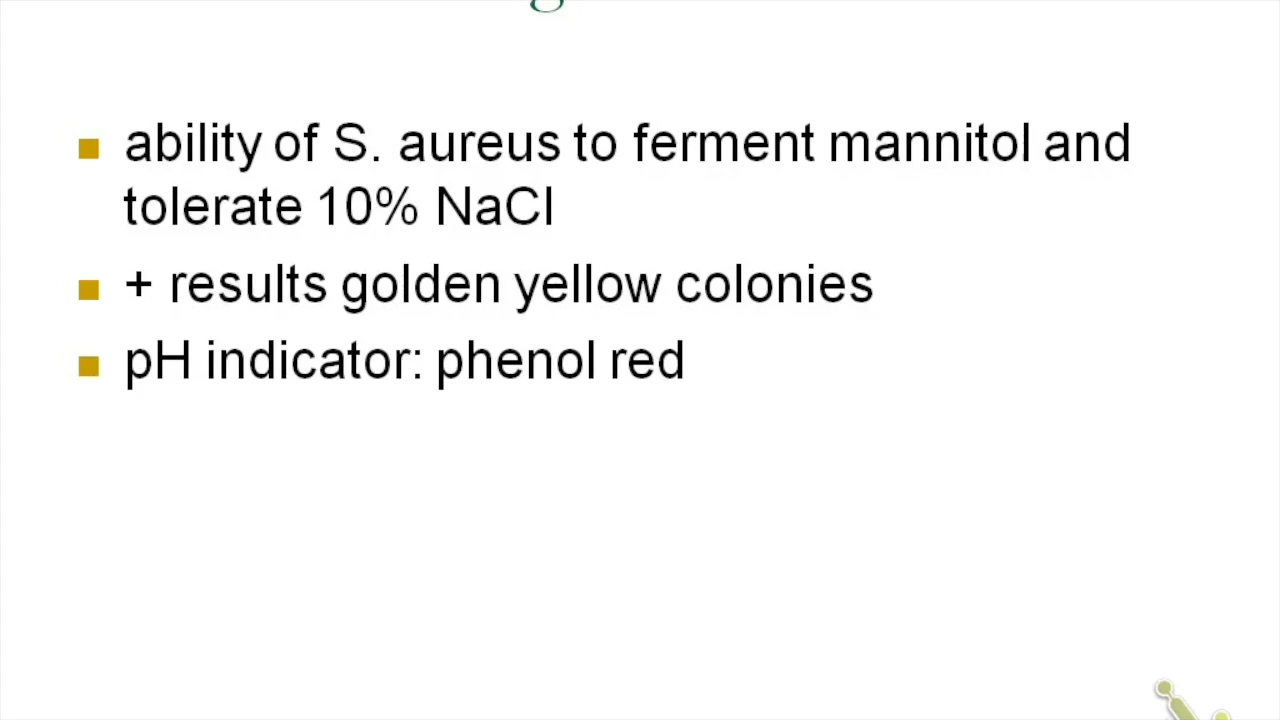 ability of S. aureus to ferment mannitol and
tolerate 10% NaCl
+ results golden yellow colonies
pH indicator: phenol red